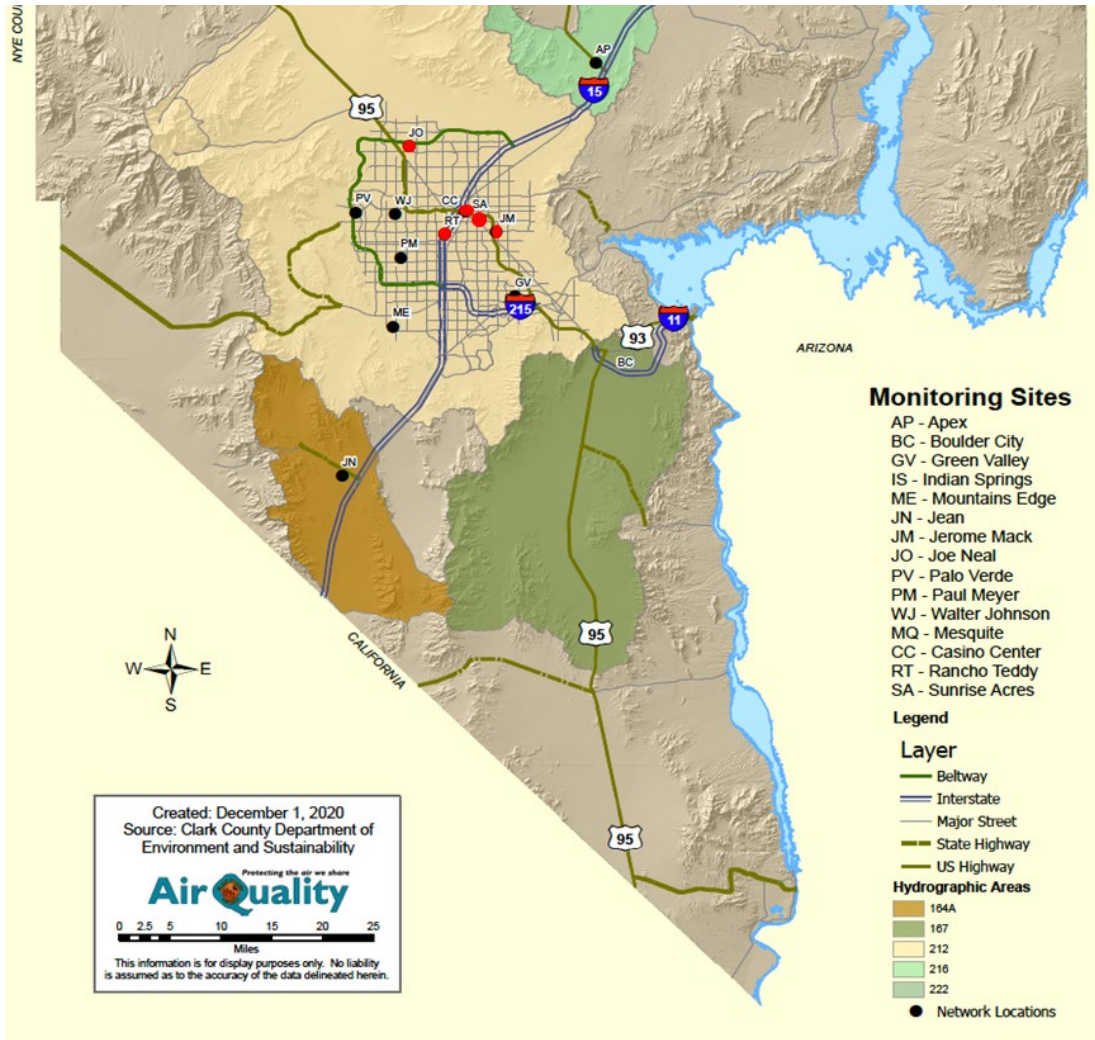 NYE COUN
AP
15
95
JO
PV
WJ
CC
SA
RT
JM
PM
GV
215
ME
11
93
BC
ARIZONA
JN
95
CALIFORNIA
95
N
W E
S
Monitoring Sites
AP - Apex
BC - Boulder City
GV - Green Valley
IS - Indian Springs
ME - Mountains Edge
JN - Jean
JM - Jerome Mack
JO - Joe Neal
PV - Palo Verde
PM - Paul Meyer
WJ - Walter Johnson
MQ - Mesquite
CC - Casino Center
RT - Rancho Teddy
SA - Sunrise Acres
Legend
Layer
Beltway
Interstate
Major Street
State Highway
US Highway
Hydrographic Areas
164A
167
212
216
222
Network Locations
Created: December 1, 2020
Source: Clark County Department of
Environment and Sustainability
Protecting the air we share
Air Quality
0 2.5 5 10 15 20 25
Miles
This information is for display purposes only. No liability
is assumed as to the accuracy of the data delineated herein.